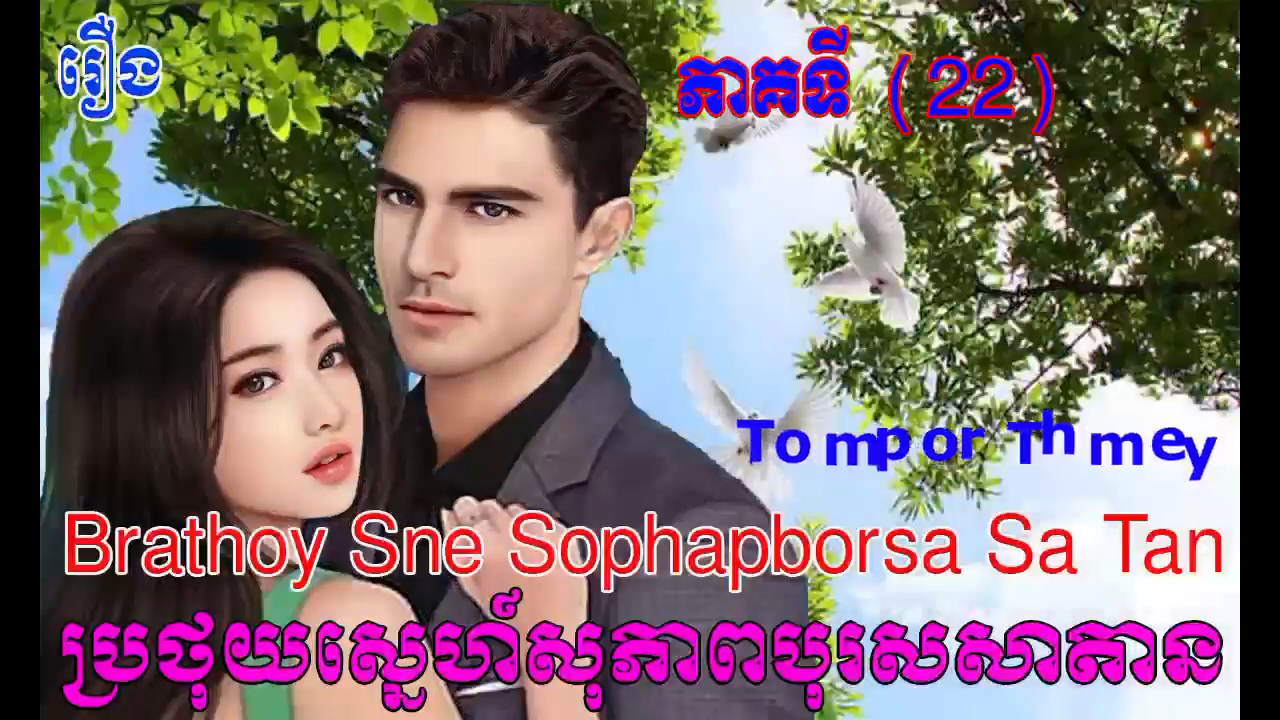 រឿង
ភាគទី (22)
Tompor Thmey
Brathoy Sne Sophapborsa Sa Tan
ប្រថុយស្នេហ៍សុភាពបុរសសាតាន